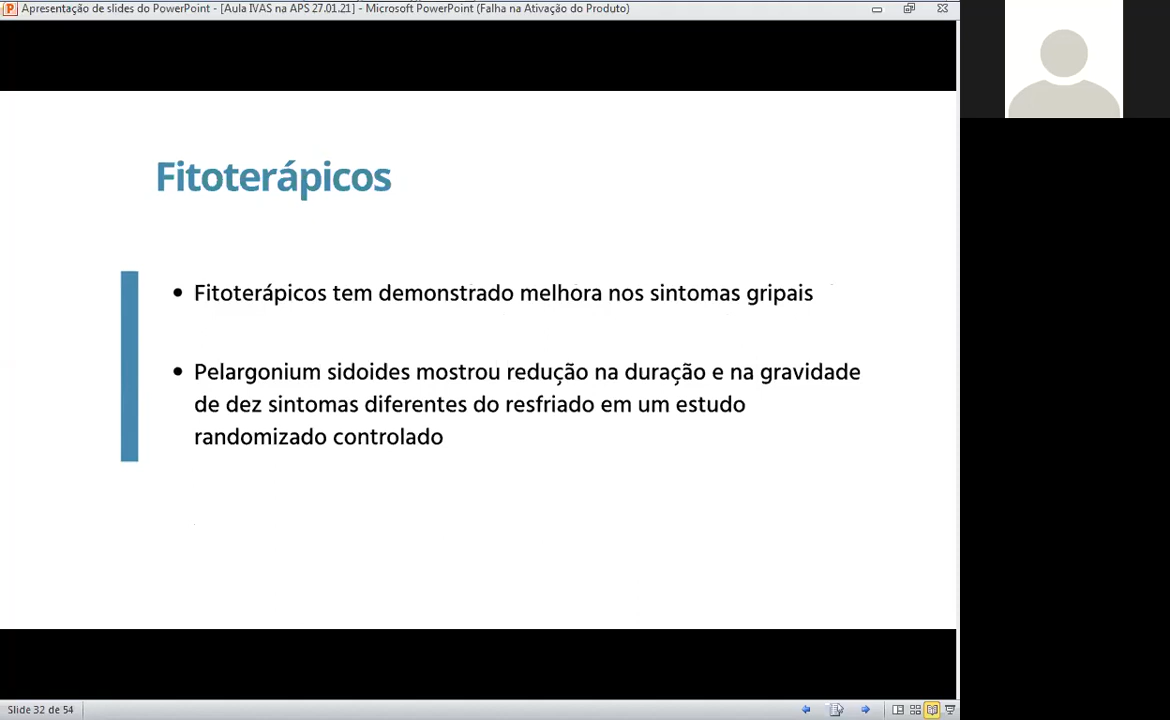 Apresentação de slides do PowerPoint - [Aula IVAS na APS 27.01.21] - Microsoft PowerPoint (Falha na Ativação do Produto)
Fitoterápicos
• Fitoterápicos tem demonstrado melhora nos sintomas gripais
• Pelargonium sidoides mostrou redução na duração e na gravidade
de dez sintomas diferentes do resfriado em um estudo
randomizado controlado
Slide 32 de 54